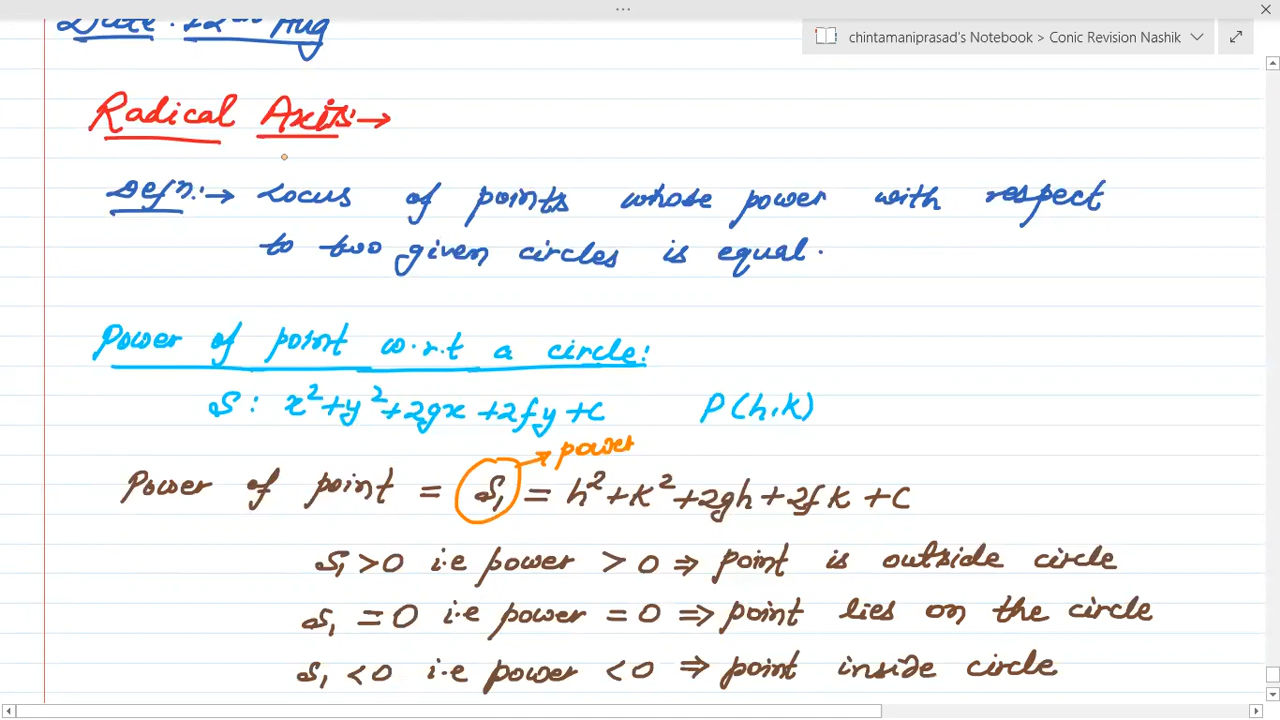 chintamaniprasad's Notebook > Conic Revision Nashik
Radical Axis:→
Defn:→ Locus of points whose power with respect
to two given circles is equal.
Power of point w.r.t a circle:
S: x²+y²+2gx+2fy+c P(h,k)
→ power
Power of point = S₁ = h²+k²+2gh+2fk+c
S₁>0 i.e power >0 ⇒ point is outside circle
S₁ =0 i.e power =0 ⇒ point lies on the circle
S₁ <0 i.e power <0 ⇒ point inside circle